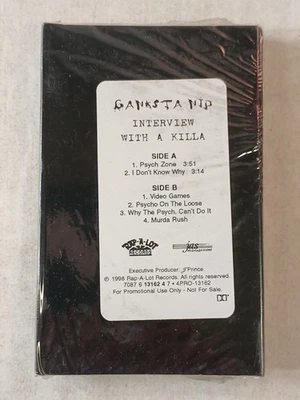 GANKSTA NIP
INTERVIEW
WITH A KILLA
SIDE A
1. Psych Zone 3:51
2. I Don't Know Why 3:14
SIDE B
1. Video Games
2. Psycho On The Loose
3. Why The Psych, Can't Do It
4. Murda Rush
RAP-A-LOT
RECORDS
Executive Producer: J Prince
℗ 1998 Rap-A-Lot Records. All rights reserved.
7087 6 13162 4 7 • 4PRO-13162
For Promotional Use Only - Not For Sale.